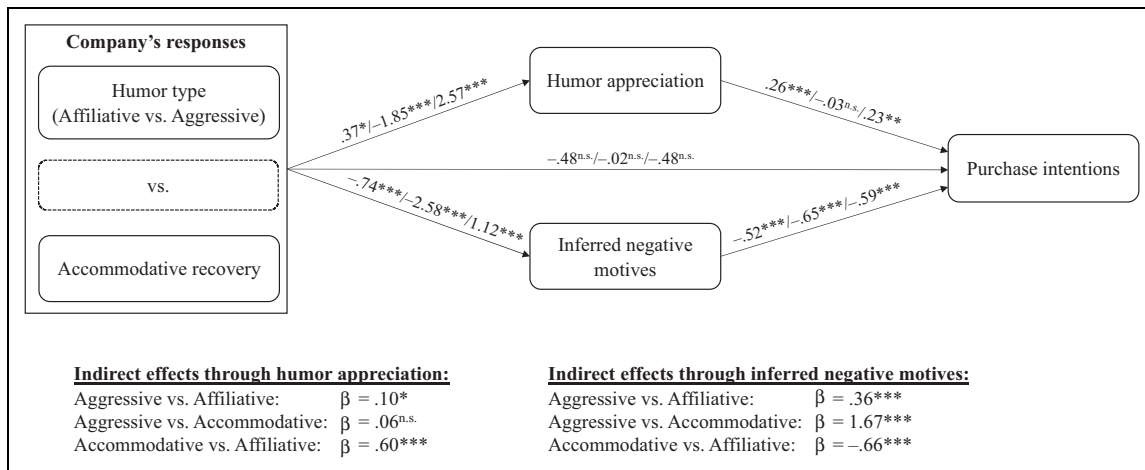 Company's responses
Humor type
(Affiliative vs. Aggressive)
vs.
Accommodative recovery
Humor appreciation
Inferred negative
motives
Purchase intentions
.37*/–1.85***/2.57***
.26***/–.03n.s./.23**
–.48n.s./–.02n.s./–.48n.s.
–.74***/–2.58***/1.12***
–.52***/–.65***/–.59***
Indirect effects through humor appreciation:
Aggressive vs. Affiliative: β = .10*
Aggressive vs. Accommodative: β = .06n.s.
Accommodative vs. Affiliative: β = .60***
Indirect effects through inferred negative motives:
Aggressive vs. Affiliative: β = .36***
Aggressive vs. Accommodative: β = 1.67***
Accommodative vs. Affiliative: β = –.66***